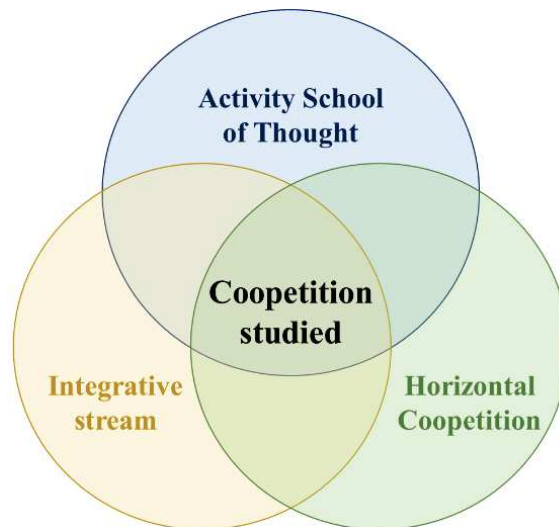 Activity School
of Thought
Coopetition
studied
Integrative
stream
Horizontal
Coopetition